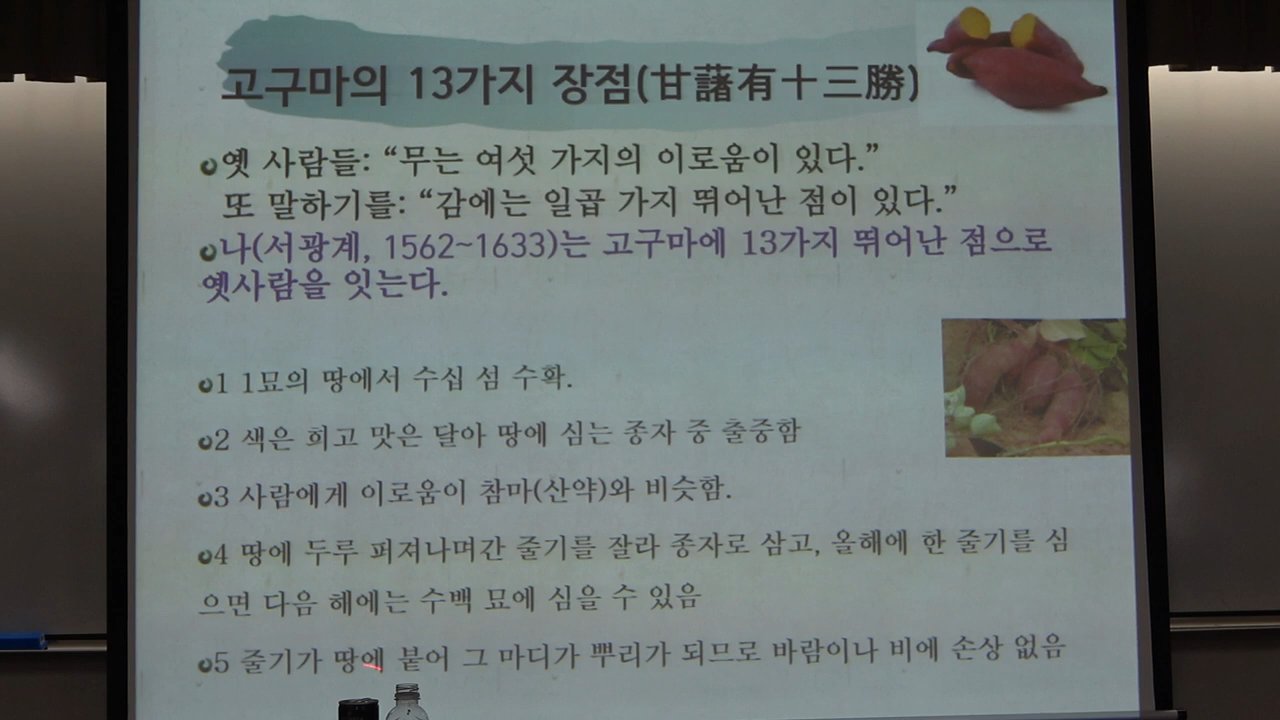 고구마의 13가지 장점(甘藷有十三勝)
옛 사람들: “무는 여섯 가지의 이로움이 있다.”
또 말하기를: “감에는 일곱 가지 뛰어난 점이 있다.”
나(서광계, 1562~1633)는 고구마에 13가지 뛰어난 점으로
옛사람을 잇는다.
1 1묘의 땅에서 수십 섬 수확.
2 색은 희고 맛은 달아 땅에 심는 종자 중 출중함
3 사람에게 이로움이 참마(산약)와 비슷함.
4 땅에 두루 퍼져나며간 줄기를 잘라 종자로 삼고, 올해에 한 줄기를 심
으면 다음 해에는 수백 묘에 심을 수 있음
5 줄기가 땅에 붙어 그 마디가 뿌리가 되므로 바람이나 비에 손상 없음